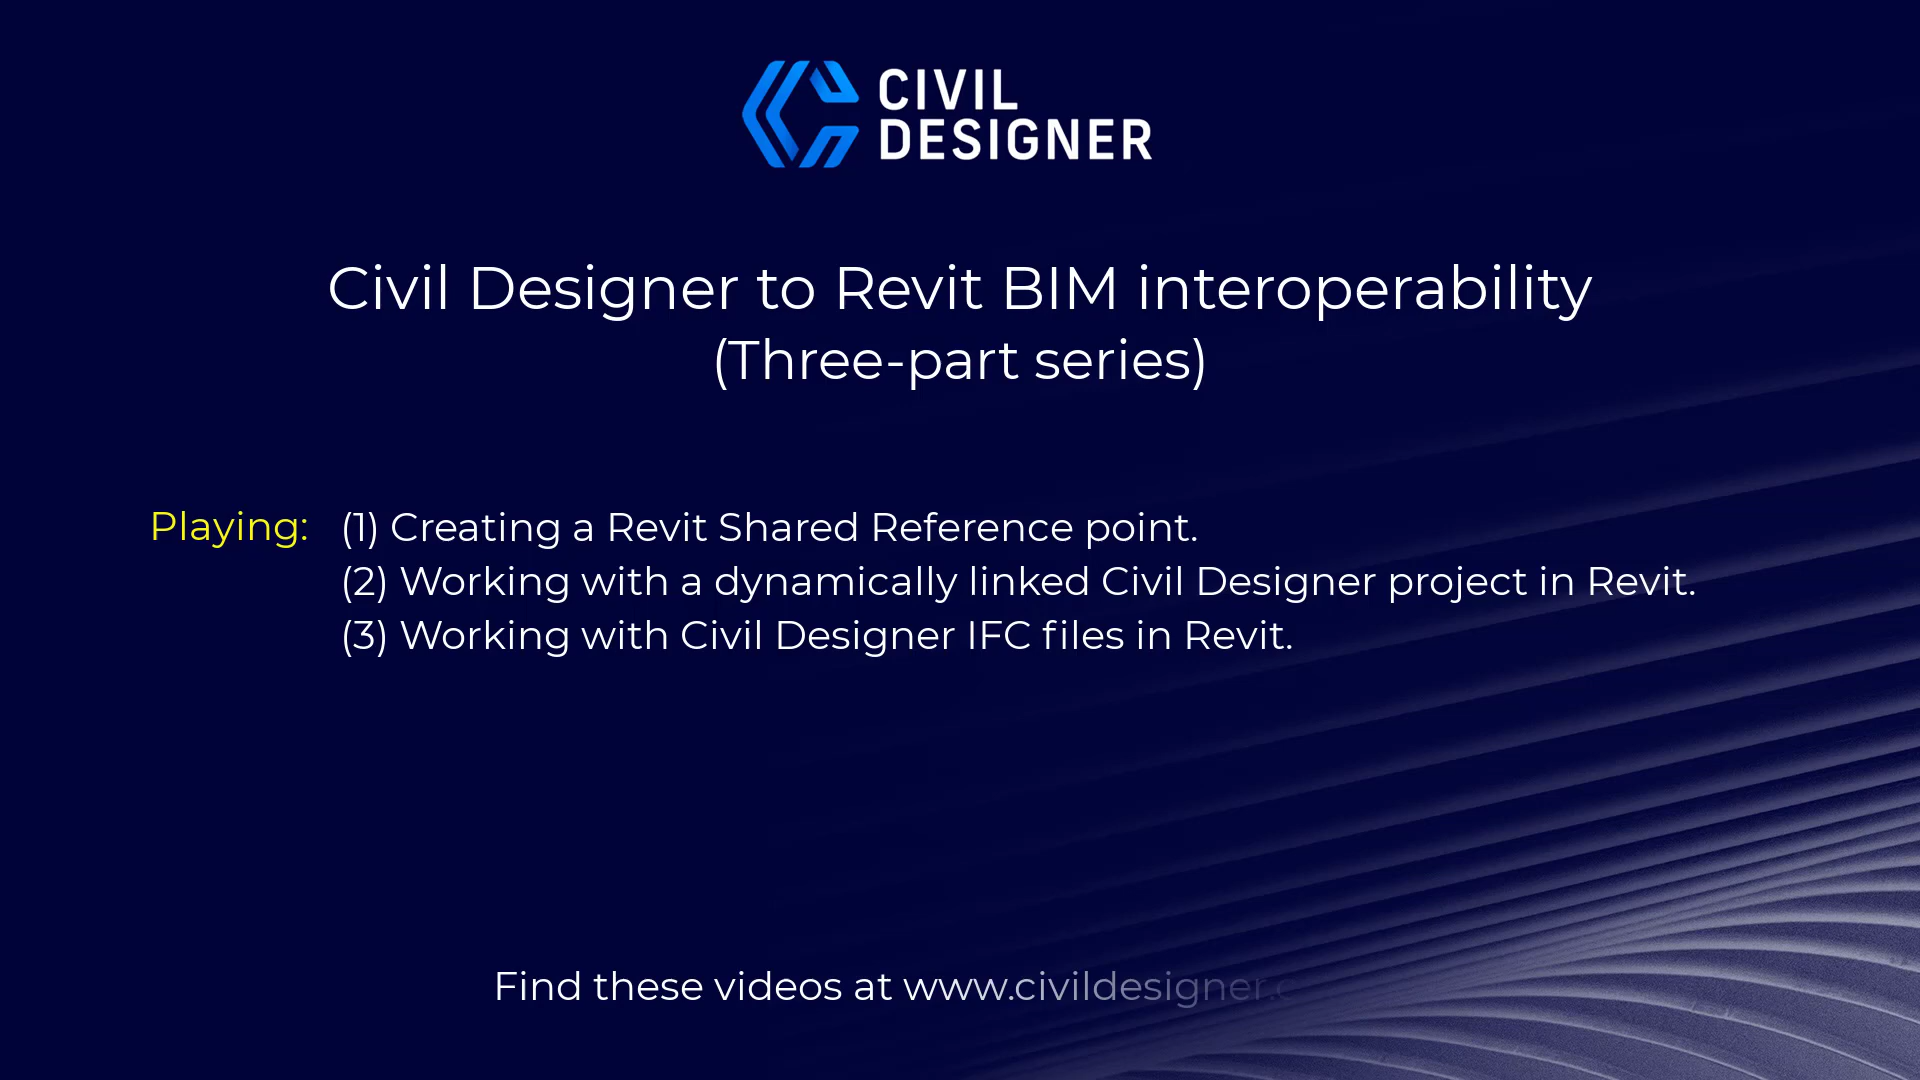 CIVIL
DESIGNER
Civil Designer to Revit BIM interoperability
(Three-part series)
Playing: (1) Creating a Revit Shared Reference point.
(2) Working with a dynamically linked Civil Designer project in Revit.
(3) Working with Civil Designer IFC files in Revit.
Find these videos at www.civildesigner.c